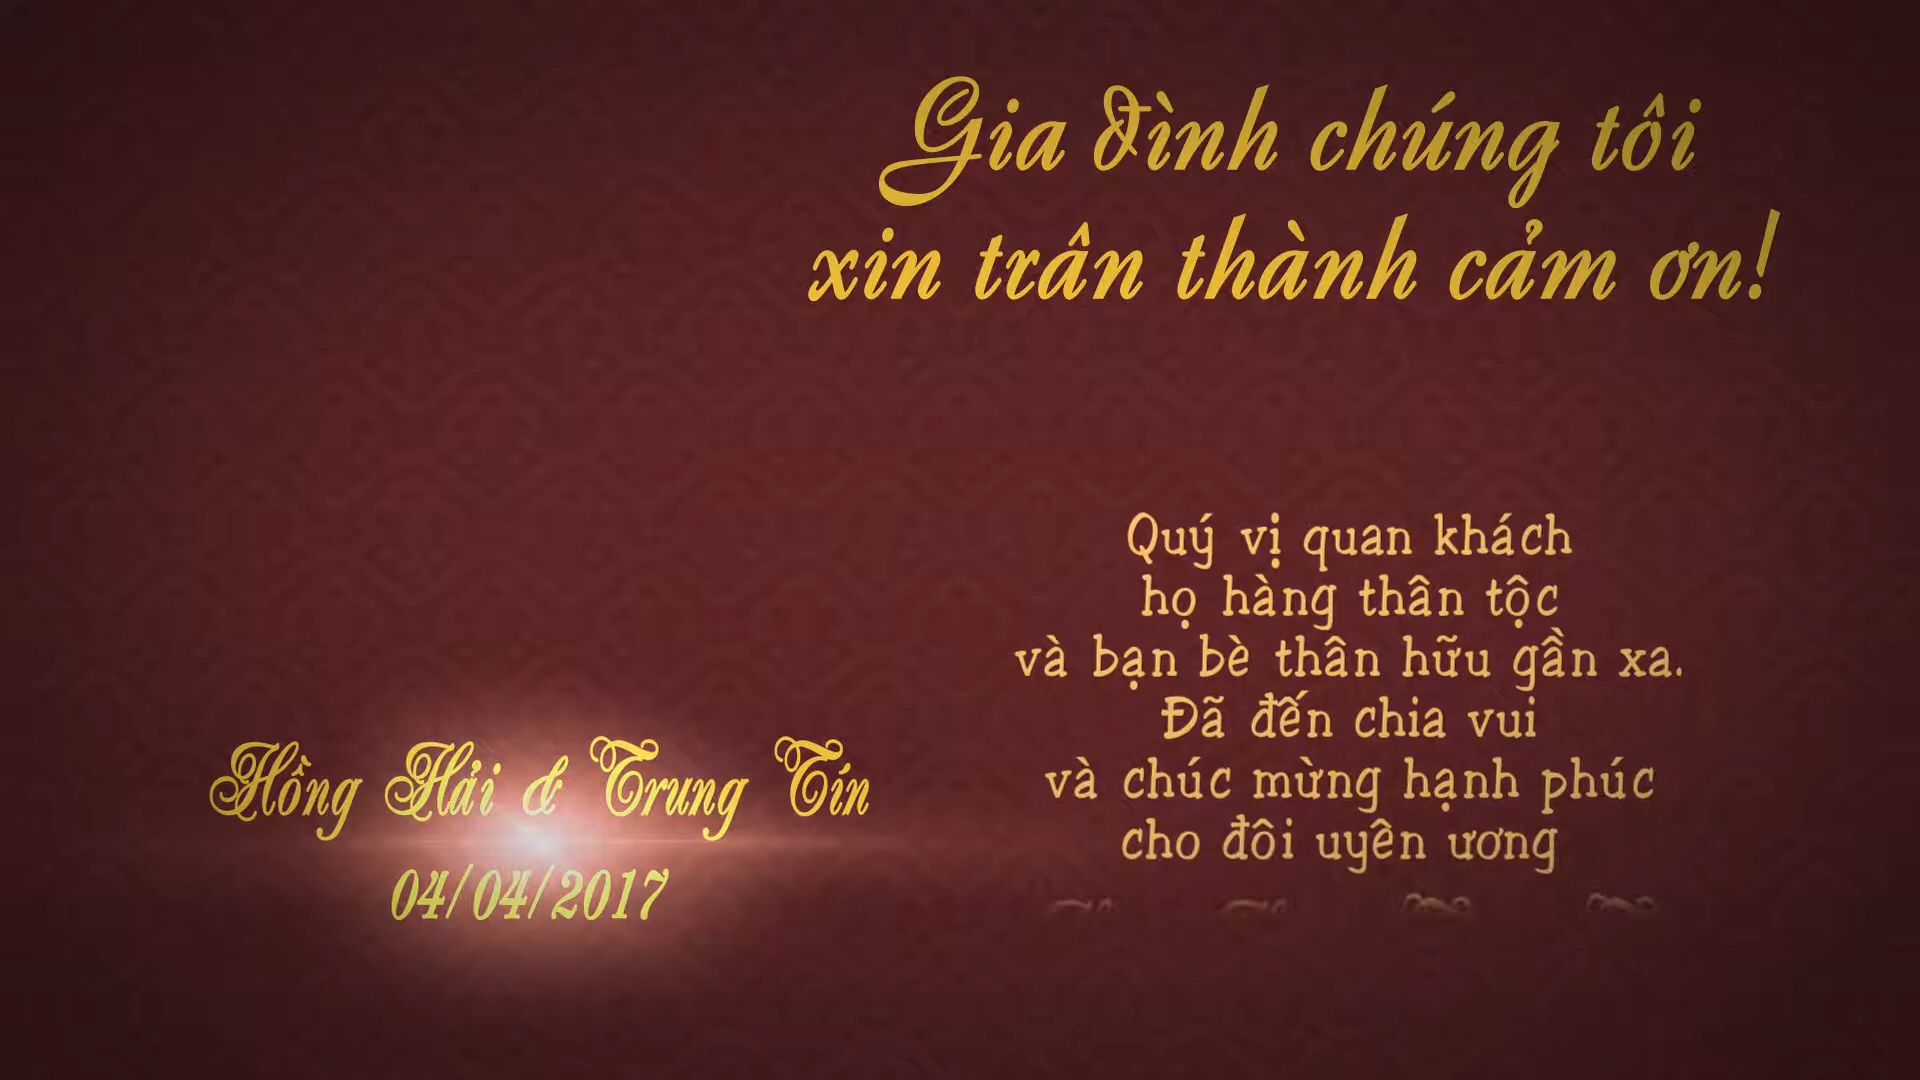 Gia đình chúng tôi
xin trân thành cảm ơn!
Quý vị quan khách
họ hàng thân tộc
và bạn bè thân hữu gần xa.
Đã đến chia vui
và chúc mừng hạnh phúc
cho đôi uyên ương
Hồng Hải & Trung Tín
04/04/2017